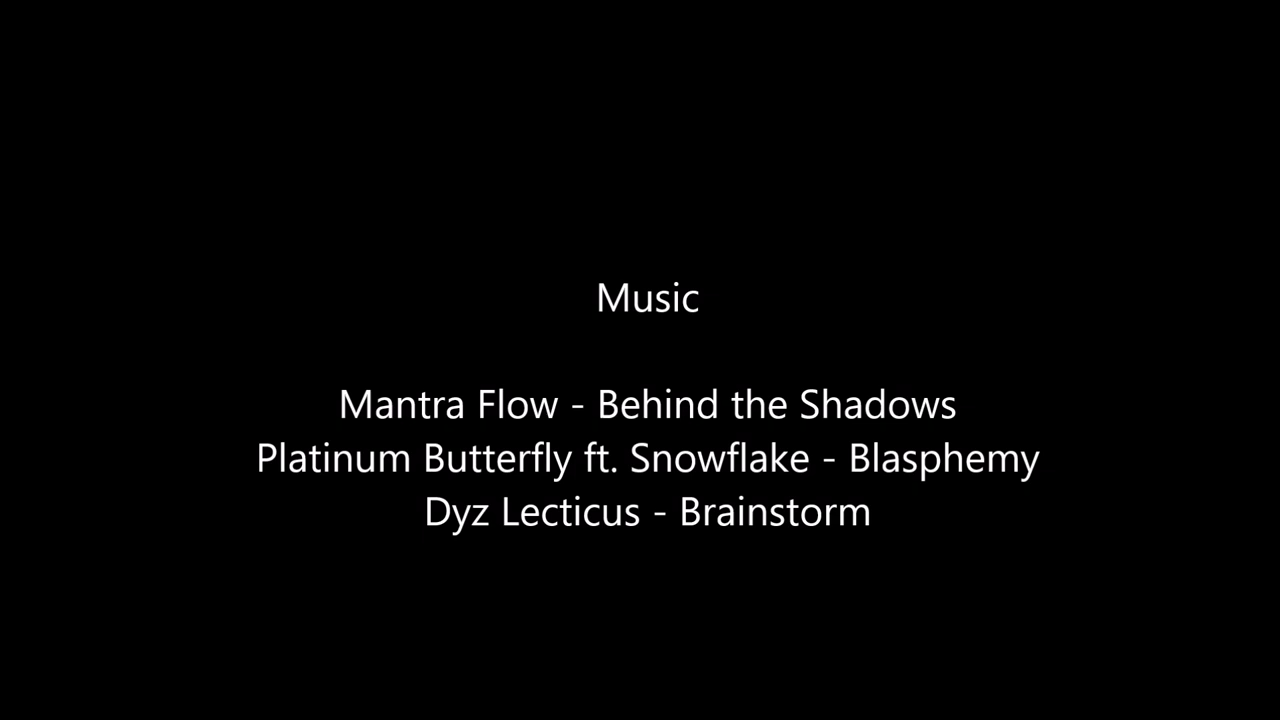 Music
Mantra Flow - Behind the Shadows
Platinum Butterfly ft. Snowflake - Blasphemy
Dyz Lecticus - Brainstorm